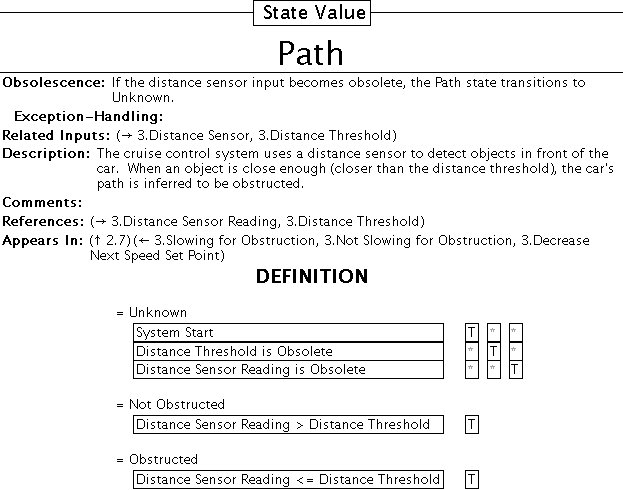 State Value
Path
Obsolescence: If the distance sensor input becomes obsolete, the Path state transitions to
Unknown.
Exception-Handling:
Related Inputs: (→ 3.Distance Sensor, 3.Distance Threshold)
Description: The cruise control system uses a distance sensor to detect objects in front of the
car. When an object is close enough (closer than the distance threshold), the car's
path is inferred to be obstructed.
Comments:
References: (→ 3.Distance Sensor Reading, 3.Distance Threshold)
Appears In: (↑ 2.7) (← 3.Slowing for Obstruction, 3.Not Slowing for Obstruction, 3.Decrease
Next Speed Set Point)
DEFINITION
= Unknown
System Start T * *
Distance Threshold is Obsolete * T *
Distance Sensor Reading is Obsolete * * T
= Not Obstructed
Distance Sensor Reading > Distance Threshold T
= Obstructed
Distance Sensor Reading <= Distance Threshold T